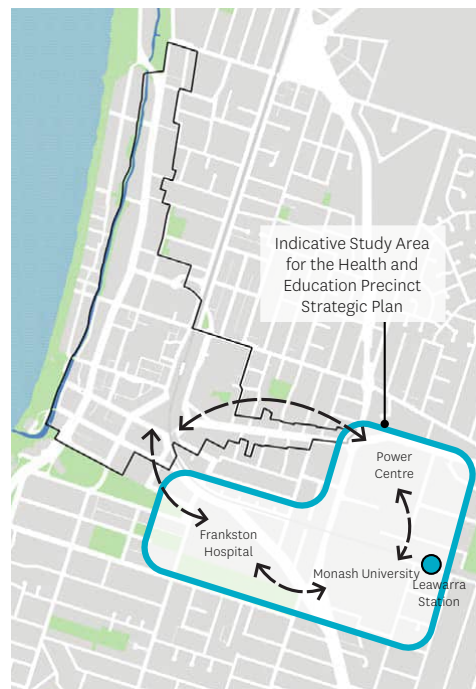 Indicative Study Area
for the Health and
Education Precinct
Strategic Plan
Power
Centre
Frankston
Hospital
Monash University
Leawarra
Station